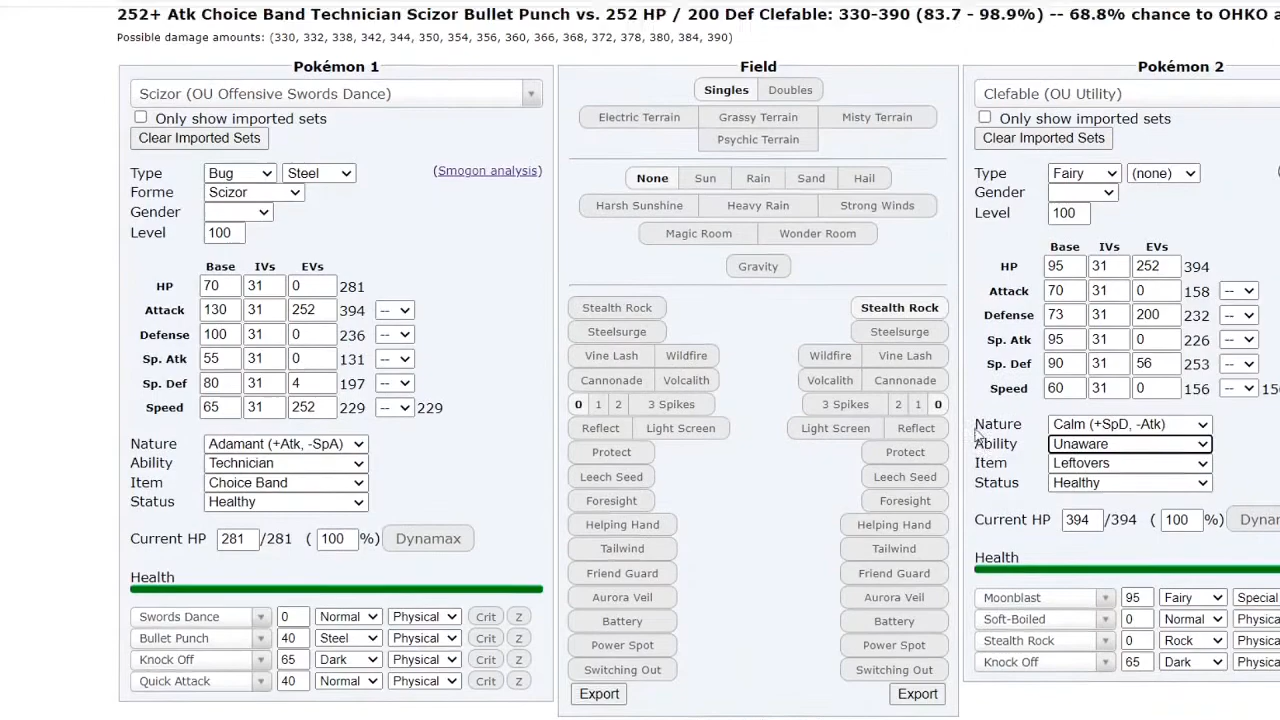 252+ Atk Choice Band Technician Scizor Bullet Punch vs. 252 HP / 200 Def Clefable: 330-390 (83.7 - 98.9%) -- 68.8% chance to OHKO a
Possible damage amounts: (330, 332, 338, 342, 344, 350, 354, 356, 360, 366, 368, 372, 378, 380, 384, 390)
Pokémon 1
Scizor (OU Offensive Swords Dance)
Only show imported sets
Clear Imported Sets
Type Bug Steel (Smogon analysis)
Forme Scizor
Gender
Level 100
Base IVs EVs
HP 70 31 0 281
Attack 130 31 252 394 --
Defense 100 31 0 236 --
Sp. Atk 55 31 0 131 --
Sp. Def 80 31 4 197 --
Speed 65 31 252 229 -- 229
Nature Adamant (+Atk, -SpA)
Ability Technician
Item Choice Band
Status Healthy
Current HP 281 /281 ( 100 %) Dynamax
Health
Swords Dance 0 Normal Physical Crit Z
Bullet Punch 40 Steel Physical Crit Z
Knock Off 65 Dark Physical Crit Z
Quick Attack 40 Normal Physical Crit Z
Field
Singles Doubles
Electric Terrain Grassy Terrain Misty Terrain
Psychic Terrain
None Sun Rain Sand Hail
Harsh Sunshine Heavy Rain Strong Winds
Magic Room Wonder Room
Gravity
Stealth Rock Stealth Rock
Steelsurge Steelsurge
Vine Lash Wildfire Wildfire Vine Lash
Cannonade Volcalith Volcalith Cannonade
0 1 2 3 Spikes 3 Spikes 2 1 0
Reflect Light Screen Light Screen Reflect
Protect Protect
Leech Seed Leech Seed
Foresight Foresight
Helping Hand Helping Hand
Tailwind Tailwind
Friend Guard Friend Guard
Aurora Veil Aurora Veil
Battery Battery
Power Spot Power Spot
Switching Out Switching Out
Export Export
Pokémon 2
Clefable (OU Utility)
Only show imported sets
Clear Imported Sets
Type Fairy (none) (
Gender
Level 100
Base IVs EVs
HP 95 31 252 394
Attack 70 31 0 158 --
Defense 73 31 200 232 --
Sp. Atk 95 31 0 226 --
Sp. Def 90 31 56 253 --
Speed 60 31 0 156 -- 15
Nature Calm (+SpD, -Atk)
Ability Unaware
Item Leftovers
Status Healthy
Current HP 394 /394 ( 100 %) Dynar
Health
Moonblast 95 Fairy Special
Soft-Boiled 0 Normal Physica
Stealth Rock 0 Rock Physica
Knock Off 65 Dark Physica